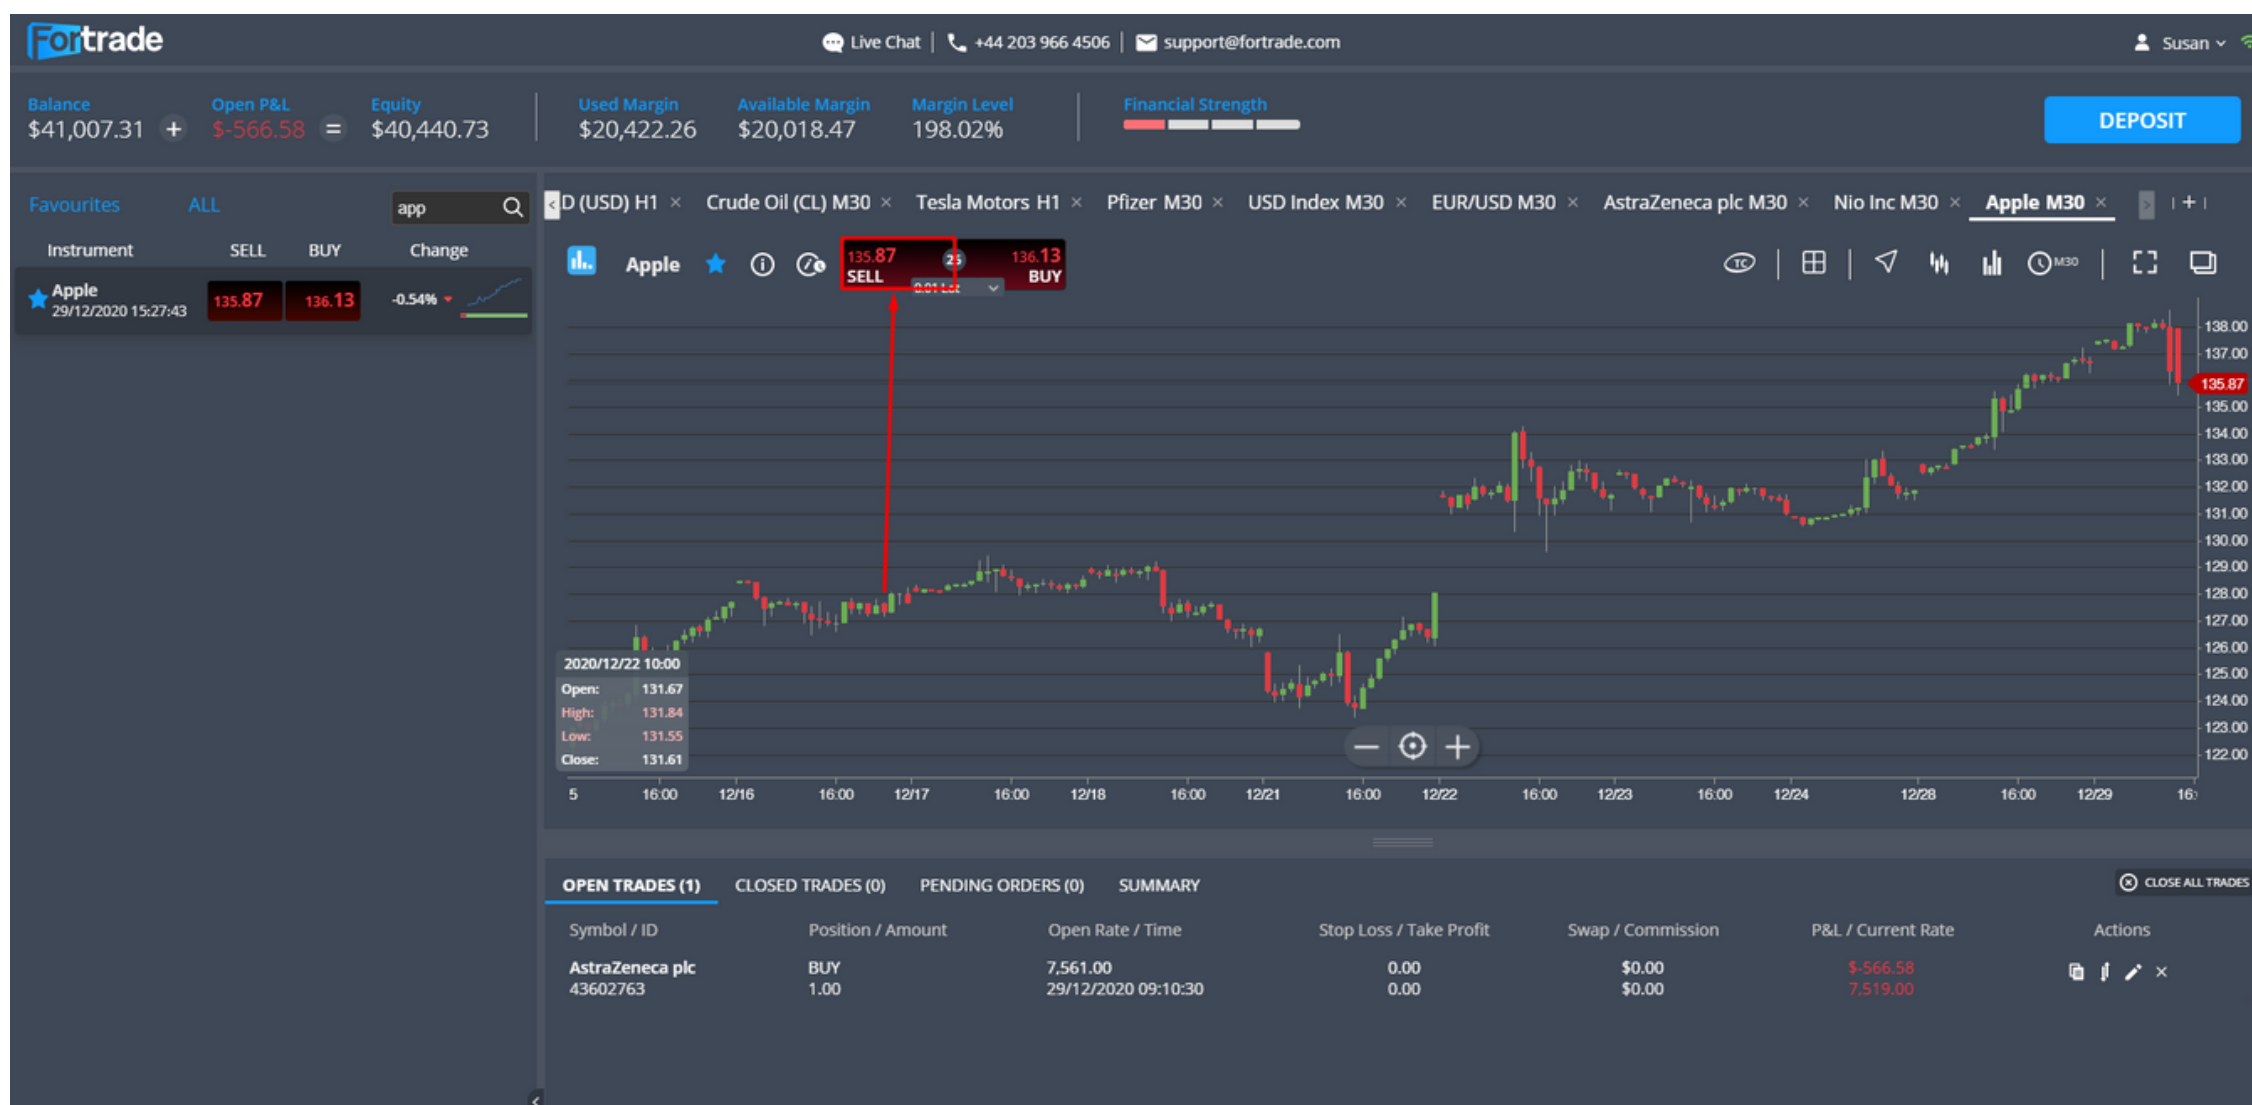 Fortrade
Live Chat | +44 203 966 4506 | support@fortrade.com
Susan
Balance Open P&L Equity Used Margin Available Margin Margin Level Financial Strength
$41,007.31 + $-566.58 = $40,440.73 $20,422.26 $20,018.47 198.02%
DEPOSIT
Favourites ALL app
D (USD) H1 × Crude Oil (CL) M30 × Tesla Motors H1 × Pfizer M30 × USD Index M30 × EUR/USD M30 × AstraZeneca plc M30 × Nio Inc M30 × Apple M30 ×
Instrument SELL BUY Change
Apple
29/12/2020 15:27:43
135.87 136.13 -0.54%
Apple
135.87 26 136.13
SELL BUY
0.01 Lot
TC M30
138.00
137.00
135.87
135.00
134.00
133.00
132.00
131.00
130.00
129.00
128.00
127.00
126.00
125.00
124.00
123.00
122.00
2020/12/22 10:00
Open: 131.67
High: 131.84
Low: 131.55
Close: 131.61
5 16:00 12/16 16:00 12/17 16:00 12/18 16:00 12/21 16:00 12/22 16:00 12/23 16:00 12/24 12/28 16:00 12/29 16:
OPEN TRADES (1) CLOSED TRADES (0) PENDING ORDERS (0) SUMMARY
CLOSE ALL TRADES
Symbol / ID Position / Amount Open Rate / Time Stop Loss / Take Profit Swap / Commission P&L / Current Rate Actions
AstraZeneca plc BUY 7,561.00 0.00 $0.00 $-566.58
43602763 1.00 29/12/2020 09:10:30 0.00 $0.00 7,519.00